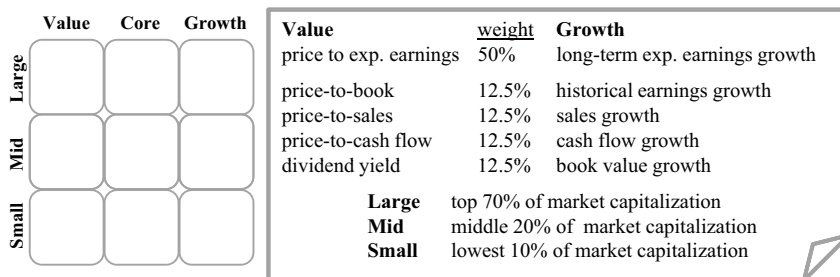 Value Core Growth
Large
Mid
Small
Value weight Growth
price to exp. earnings 50% long-term exp. earnings growth
price-to-book 12.5% historical earnings growth
price-to-sales 12.5% sales growth
price-to-cash flow 12.5% cash flow growth
dividend yield 12.5% book value growth
Large top 70% of market capitalization
Mid middle 20% of market capitalization
Small lowest 10% of market capitalization